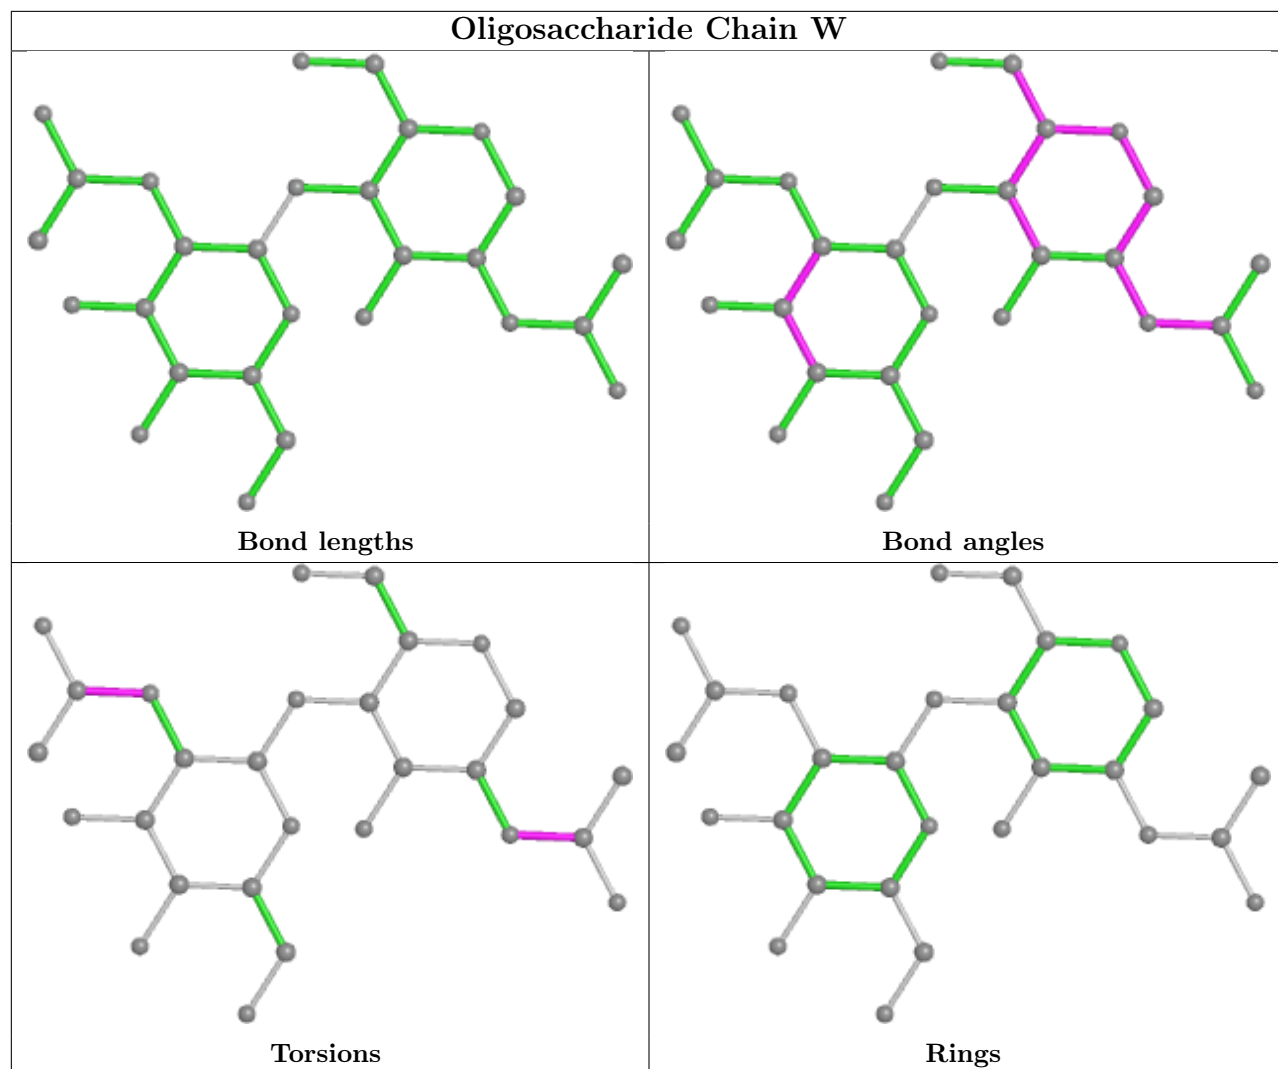 Oligosaccharide Chain W
Bond lengths
Bond angles
Torsions
Rings